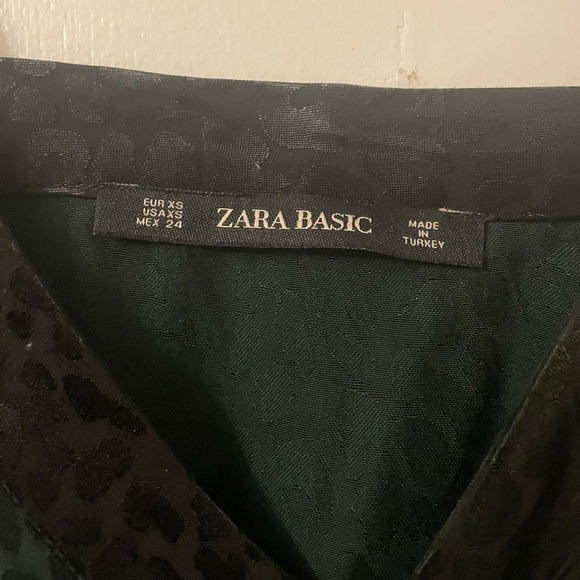 EUR XS
USA XS
MEX 24
ZARA BASIC
MADE
IN
TURKEY